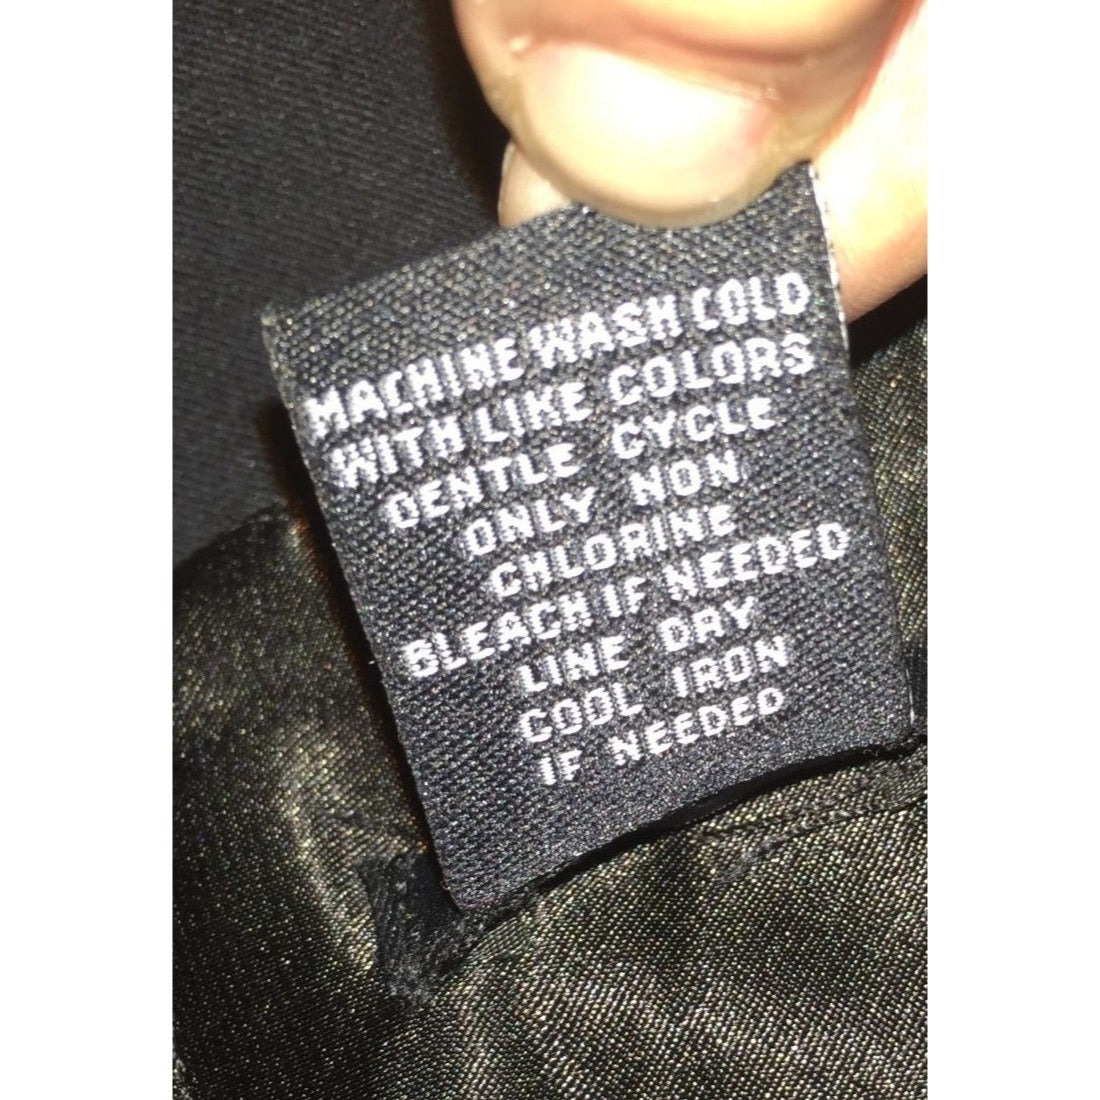 MACHINE WASH COLD
WITH LIKE COLORS
GENTLE CYCLE
ONLY NON
CHLORINE
BLEACH IF NEEDED
LINE DRY
COOL IRON
IF NEEDED